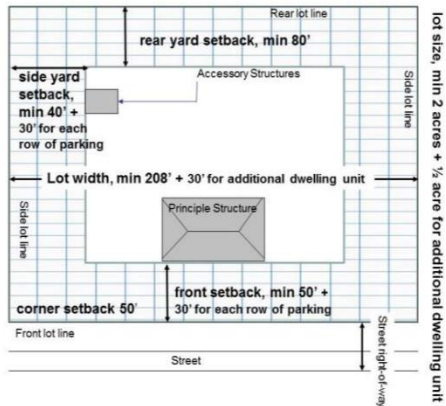 Rear lot line
rear yard setback, min 80'
side yard
setback,
min 40' +
30' for each
row of parking
Accessory Structures
Side lot line
lot size, min 2 acres + ½ acre for additional dwelling unit
Lot width, min 208' + 30' for additional dwelling unit
Side lot line
Principle Structure
front setback, min 50' +
30' for each row of parking
corner setback 50'
Front lot line
Street right-of-way
Street